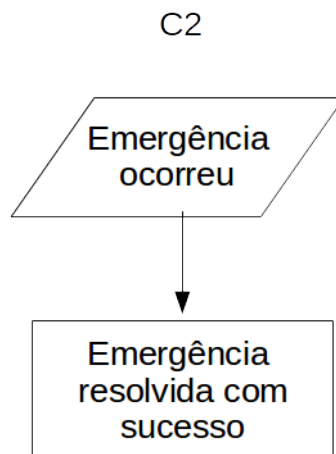 C2
Emergência
ocorreu
Emergência
resolvida com
sucesso